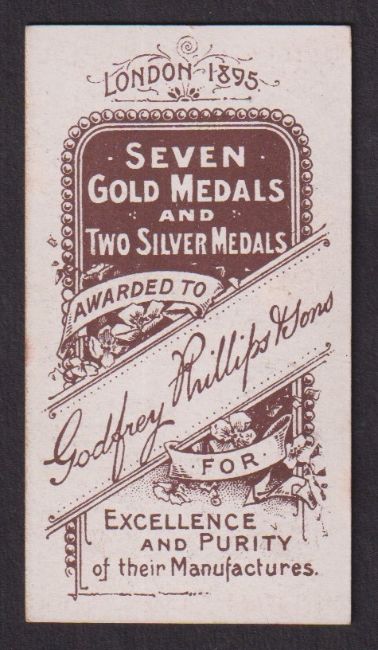 LONDON 1895.
SEVEN
GOLD MEDALS
AND
TWO SILVER MEDALS
AWARDED TO
Godfrey Phillips & Sons
FOR
EXCELLENCE
AND PURITY
of their Manufactures.